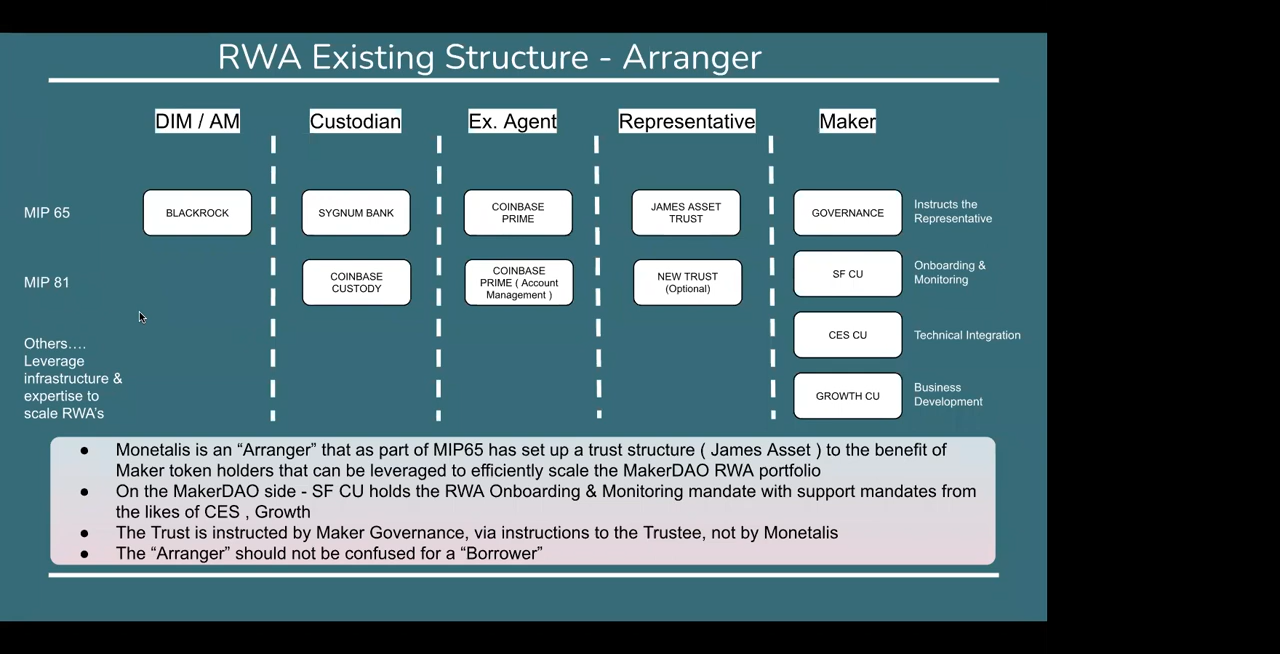 RWA Existing Structure - Arranger
DIM / AM
Custodian
Ex. Agent
Representative
Maker
MIP 65
BLACKROCK
SYGNUM BANK
COINBASE
PRIME
JAMES ASSET
TRUST
GOVERNANCE
Instructs the
Representative
MIP 81
COINBASE
CUSTODY
COINBASE
PRIME ( Account
Management )
NEW TRUST
(Optional)
SF CU
Onboarding &
Monitoring
CES CU
Technical Integration
Others….
Leverage
infrastructure &
expertise to
scale RWA's
GROWTH CU
Business
Development
● Monetalis is an “Arranger” that as part of MIP65 has set up a trust structure ( James Asset ) to the benefit of
Maker token holders that can be leveraged to efficiently scale the MakerDAO RWA portfolio
● On the MakerDAO side - SF CU holds the RWA Onboarding & Monitoring mandate with support mandates from
the likes of CES , Growth
● The Trust is instructed by Maker Governance, via instructions to the Trustee, not by Monetalis
● The “Arranger” should not be confused for a “Borrower”